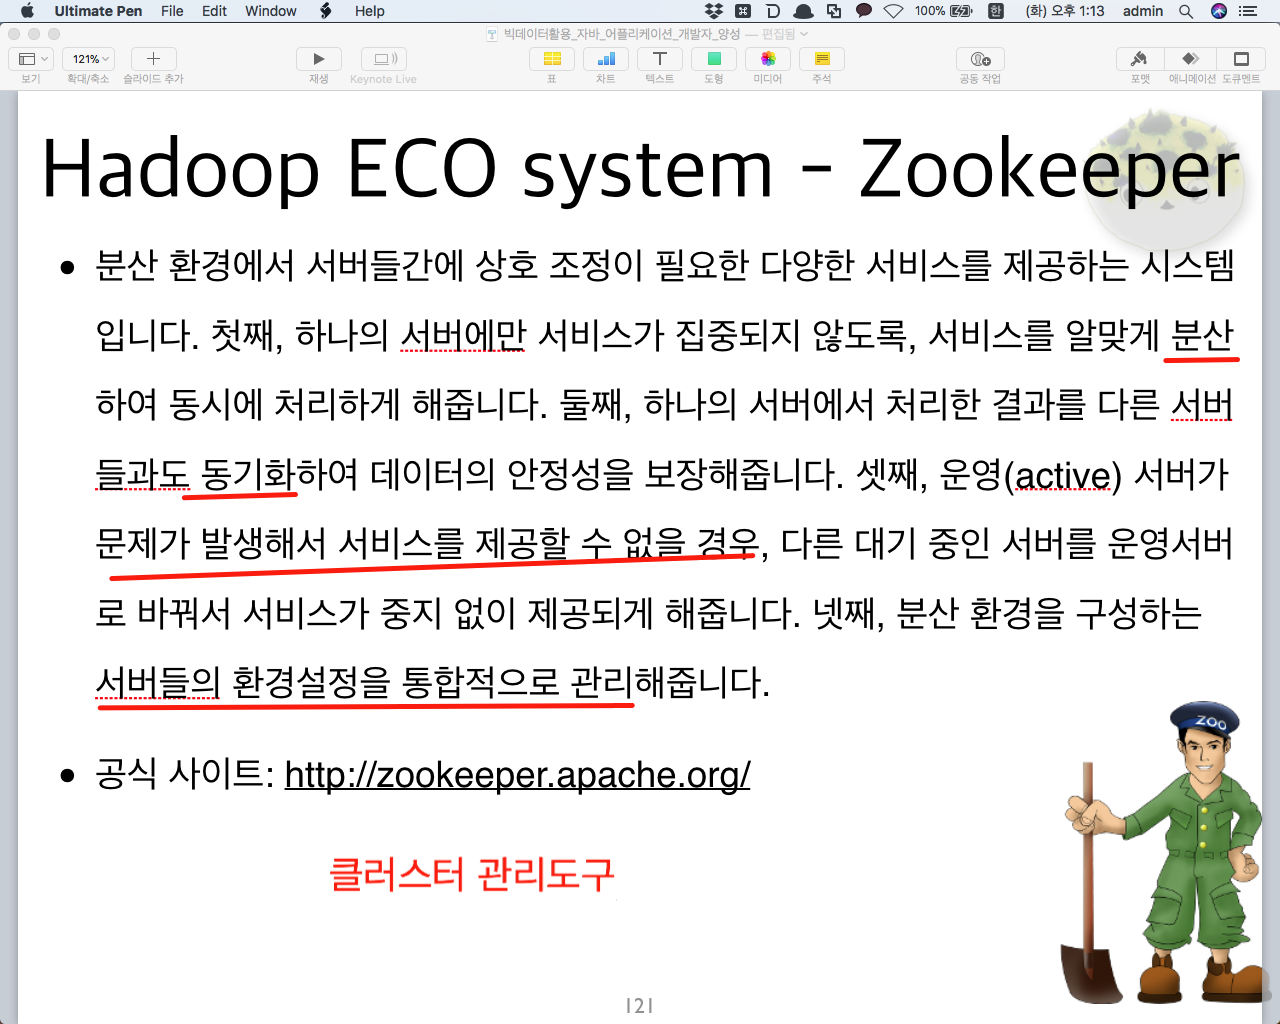 Ultimate Pen File Edit Window Help 100% 한 (화) 오후 1:13 admin
빅데이터활용_자바_어플리케이션_개발자_양성 — 편집됨
121%
보기 확대/축소 슬라이드 추가 재생 Keynote Live 표 차트 텍스트 도형 미디어 주석 공동 작업 포맷 애니메이션 도큐멘트
Hadoop ECO system - Zookeeper
• 분산 환경에서 서버들간에 상호 조정이 필요한 다양한 서비스를 제공하는 시스템
입니다. 첫째, 하나의 서버에만 서비스가 집중되지 않도록, 서비스를 알맞게 분산
하여 동시에 처리하게 해줍니다. 둘째, 하나의 서버에서 처리한 결과를 다른 서버
들과도 동기화하여 데이터의 안정성을 보장해줍니다. 셋째, 운영(active) 서버가
문제가 발생해서 서비스를 제공할 수 없을 경우, 다른 대기 중인 서버를 운영서버
로 바꿔서 서비스가 중지 없이 제공되게 해줍니다. 넷째, 분산 환경을 구성하는
서버들의 환경설정을 통합적으로 관리해줍니다.
• 공식 사이트: http://zookeeper.apache.org/
클러스터 관리도구
ZOO
121